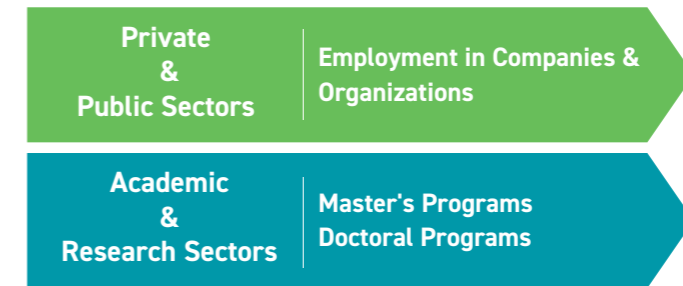 Private
&
Public Sectors
Employment in Companies &
Organizations
Academic
&
Research Sectors
Master's Programs
Doctoral Programs